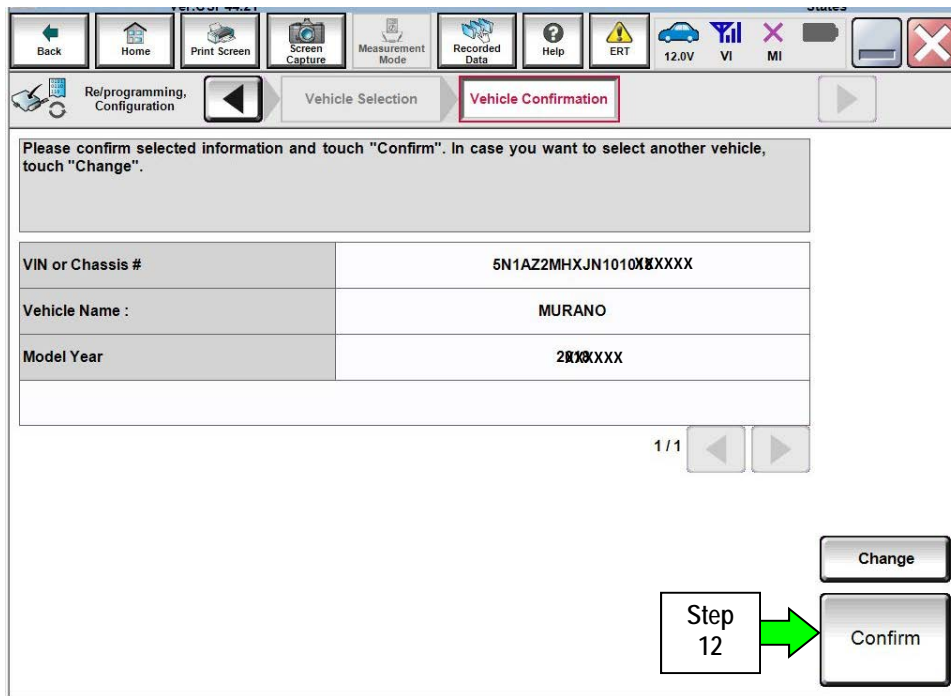 Back
Home
Print Screen
Screen
Capture
Measurement
Mode
Recorded
Data
Help
ERT
12.0V
VI
MI
Re/programming,
Configuration
Vehicle Selection
Vehicle Confirmation
Please confirm selected information and touch "Confirm". In case you want to select another vehicle,
touch "Change".
VIN or Chassis #
Vehicle Name :
MURANO
Model Year
1/1
Change
Step
12
Confirm